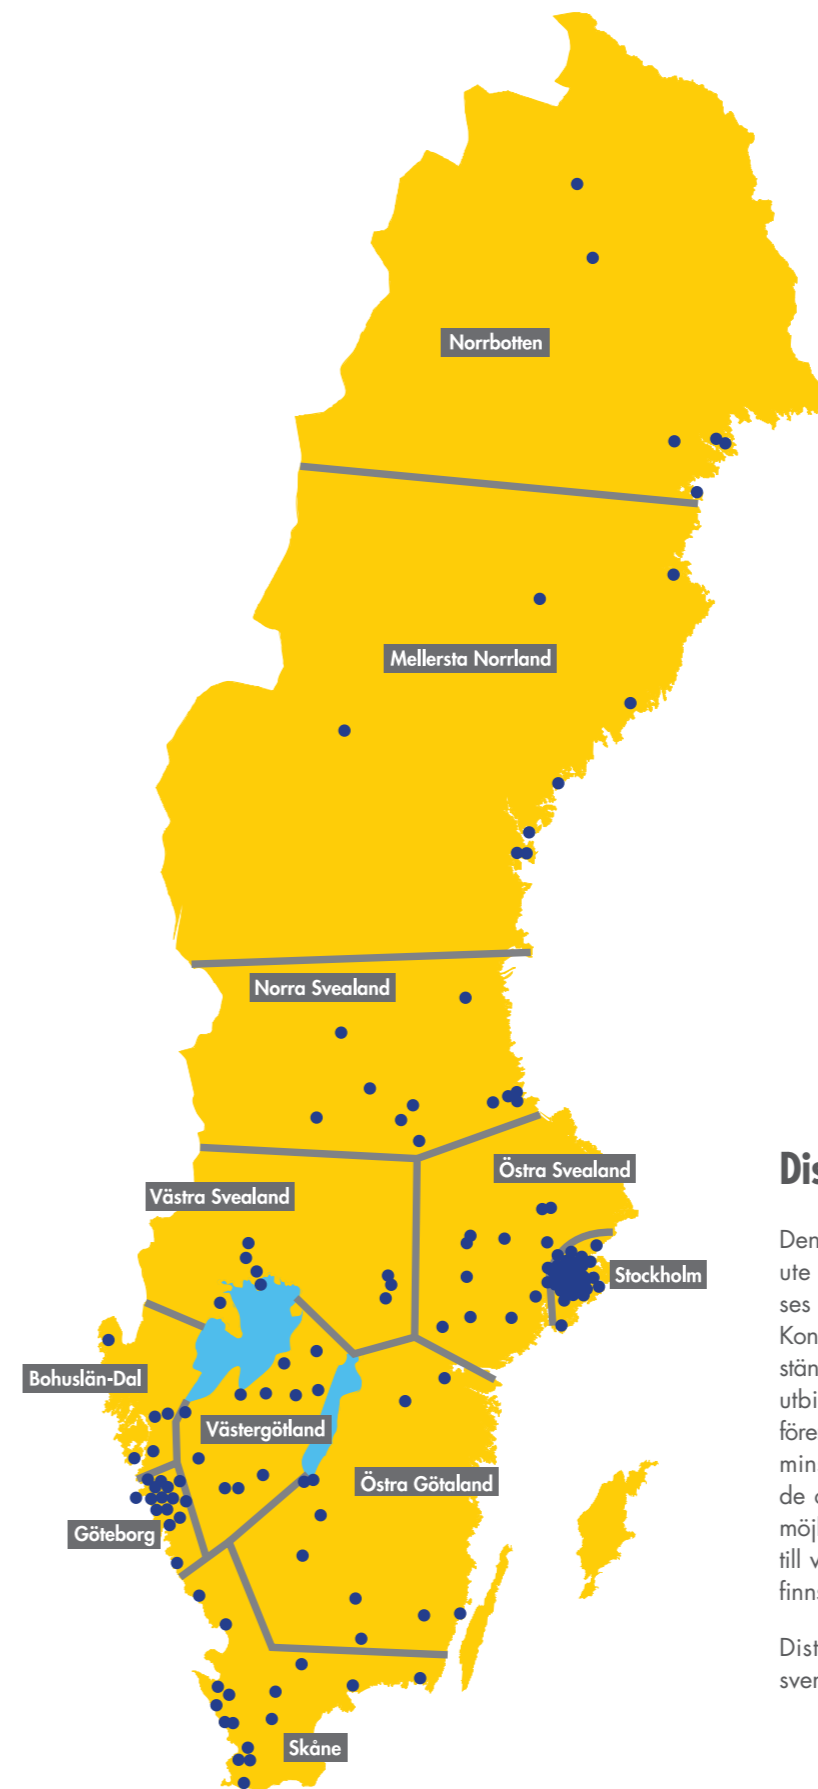 Norrbotten
Mellersta Norrland
Norra Svealand
Östra Svealand
Västra Svealand
Stockholm
Bohuslän-Dal
Västergötland
Östra Götaland
Göteborg
Skåne
Dis
Den
ute
ses
Kon
stän
utbi
före
min
de
möj
till v
finns
Dist
sver